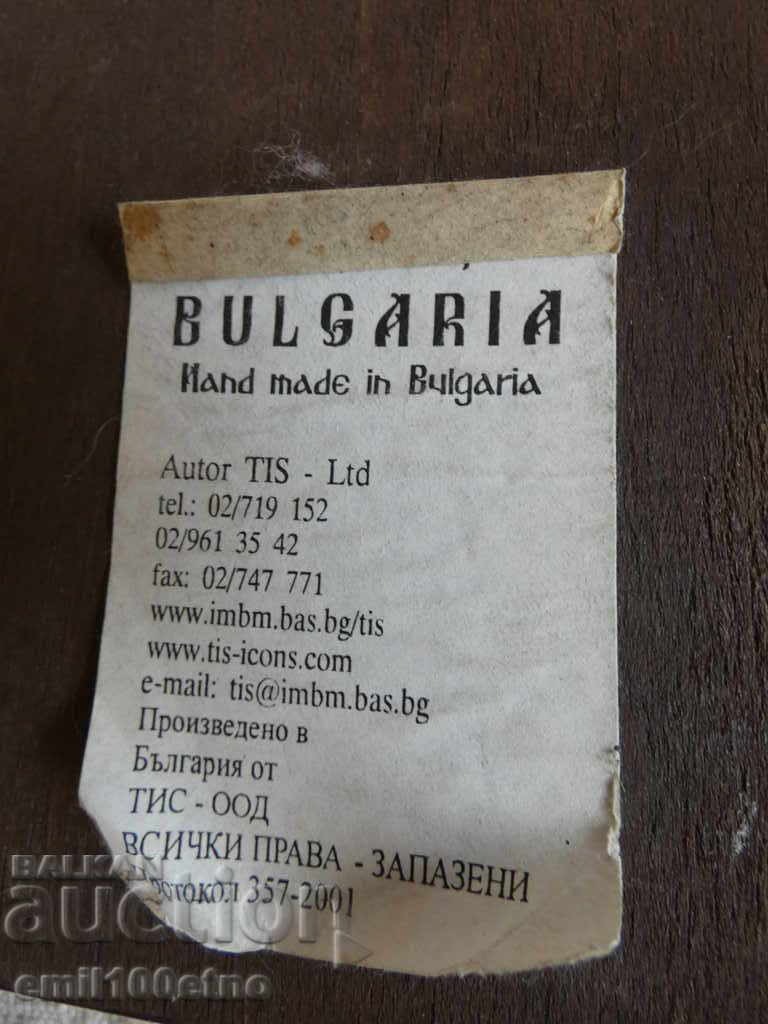 BULGARIA
Hand made in Bulgaria
Autor TIS - Ltd
tel.: 02/719 152
02/961 35 42
fax: 02/747 771
www.imbm.bas.bg/tis
www.tis-icons.com
e-mail: tis@imbm.bas.bg
Произведено в
България от
ТИС - ООД
ВСИЧКИ ПРАВА - ЗАПАЗЕНИ
Протокол 357-2001
BALKAN
auction
emil100etno